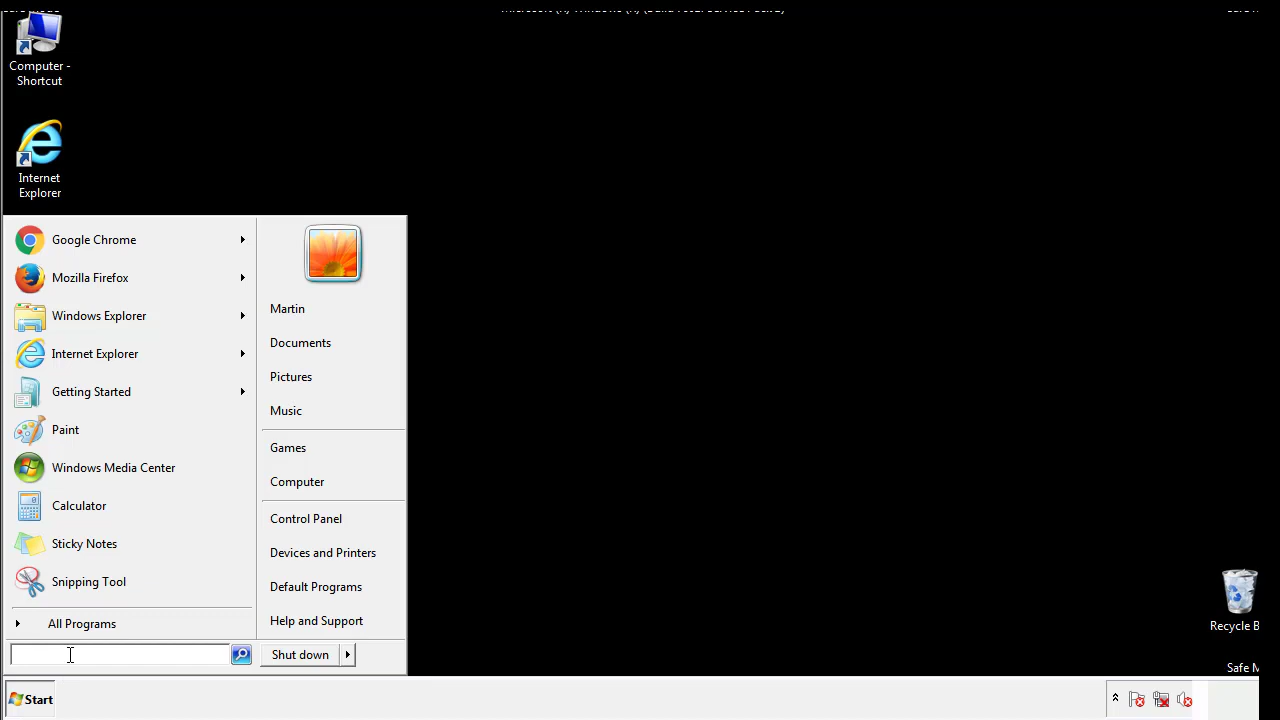 Computer -
Shortcut
Internet
Explorer
Google Chrome
Mozilla Firefox
Windows Explorer
Internet Explorer
Getting Started
Paint
Windows Media Center
Calculator
Sticky Notes
Snipping Tool
All Programs
Martin
Documents
Pictures
Music
Games
Computer
Control Panel
Devices and Printers
Default Programs
Help and Support
Shut down
Recycle B
Safe M
Start